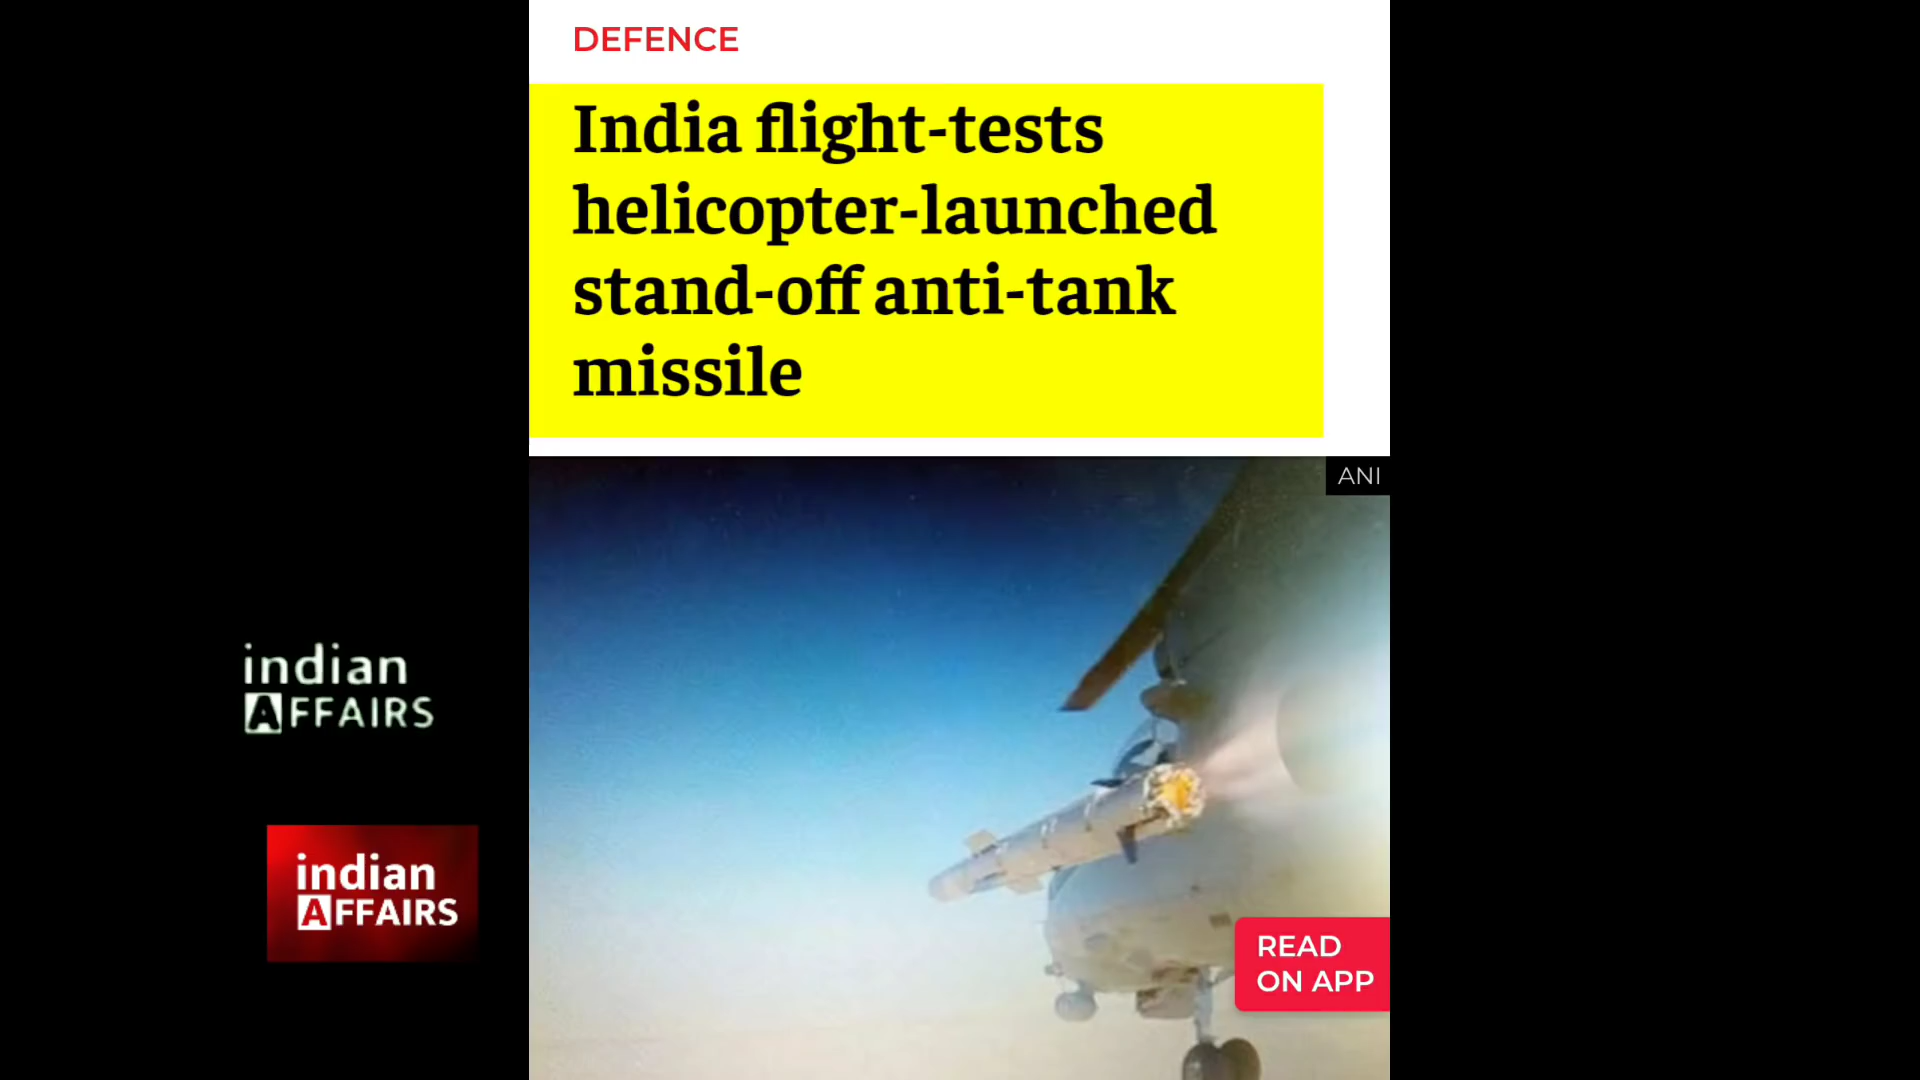 DEFENCE
India flight-tests
helicopter-launched
stand-off anti-tank
missile
ANI
indian
AFFAIRS
indian
AFFAIRS
READ
ON APP